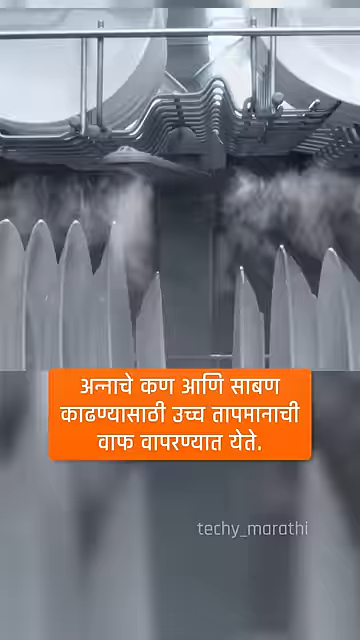 अन्नाचे कण आणि साबण
काढण्यासाठी उच्च तापमानाची
वाफ वापरण्यात येते.
techy_marathi